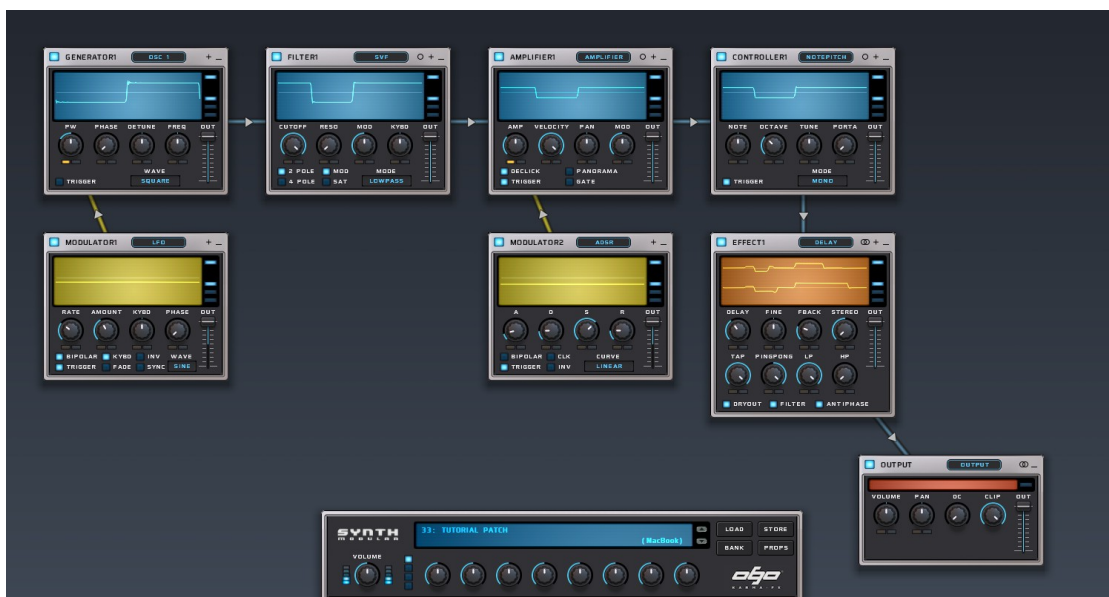 GENERATOR1 OSC 1
PW PHASE DETUNE FREQ OUT
WAVE
TRIGGER SQUARE
FILTER1 SVF
CUTOFF RESO MOD KYBD OUT
2 POLE MOD MODE
4 POLE SAT LOWPASS
AMPLIFIER1 AMPLIFIER
AMP VELOCITY PAN MOD OUT
DECLICK PANORAMA
TRIGGER GATE
CONTROLLER1 NOTEPITCH
NOTE OCTAVE TUNE PORTA OUT
MODE
TRIGGER MONO
MODULATOR1 LFO
RATE AMOUNT KYBD PHASE OUT
BIPOLAR KYBD INV WAVE
TRIGGER FADE SYNC SINE
MODULATOR2 ADSR
A D S R OUT
BIPOLAR CLK CURVE
TRIGGER INV LINEAR
EFFECT1 DELAY
DELAY FINE FBACK STEREO OUT
TAP PINGPONG LP HP
DRYOUT FILTER ANTIPHASE
OUTPUT OUTPUT
VOLUME PAN DC CLIP OUT
SYNTH
MODULAR
VOLUME
33: TUTORIAL PATCH
(MacBook)
LOAD STORE
BANK PROPS